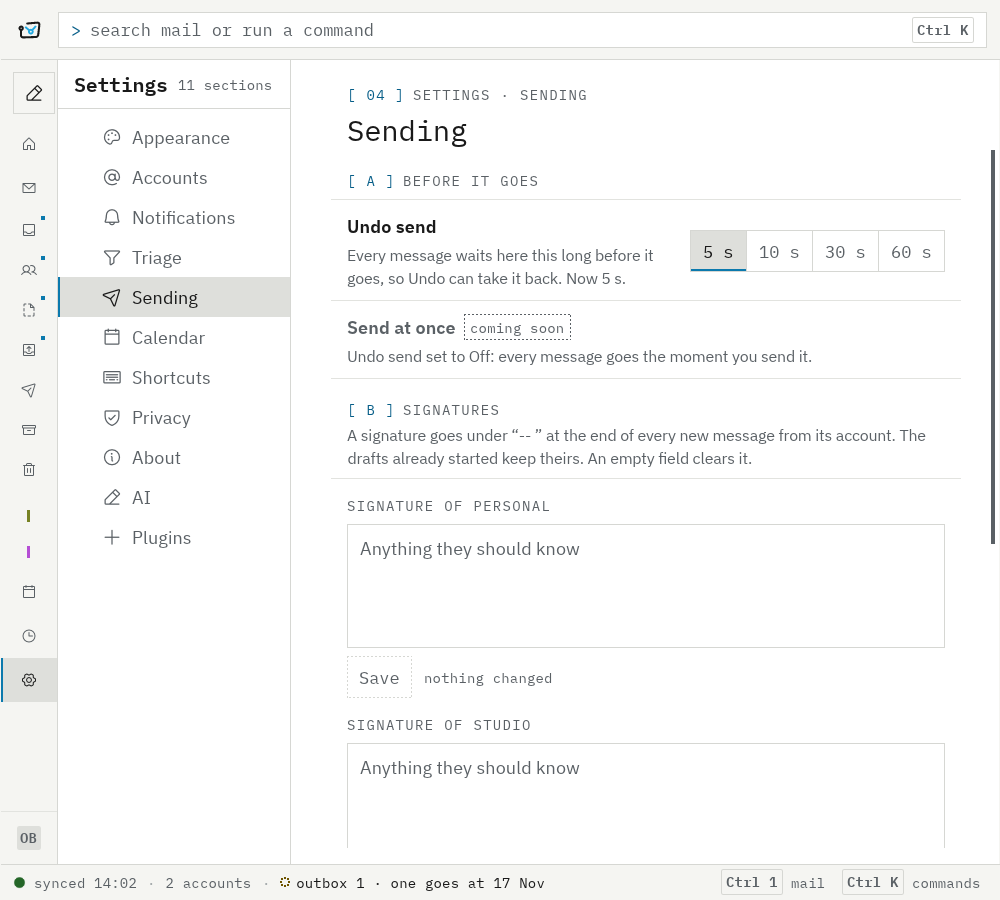 > search mail or run a command
Ctrl K
Settings 11 sections
Appearance
Accounts
Notifications
Triage
Sending
Calendar
Shortcuts
Privacy
About
AI
Plugins
OB
[ 04 ] SETTINGS · SENDING
Sending
[ A ] BEFORE IT GOES
Undo send
Every message waits here this long before it
goes, so Undo can take it back. Now 5 s.
5 s 10 s 30 s 60 s
Send at once coming soon
Undo send set to Off: every message goes the moment you send it.
[ B ] SIGNATURES
A signature goes under “-- ” at the end of every new message from its account. The
drafts already started keep theirs. An empty field clears it.
SIGNATURE OF PERSONAL
Anything they should know
Save nothing changed
SIGNATURE OF STUDIO
Anything they should know
synced 14:02 · 2 accounts · outbox 1 · one goes at 17 Nov
Ctrl 1 mail Ctrl K commands